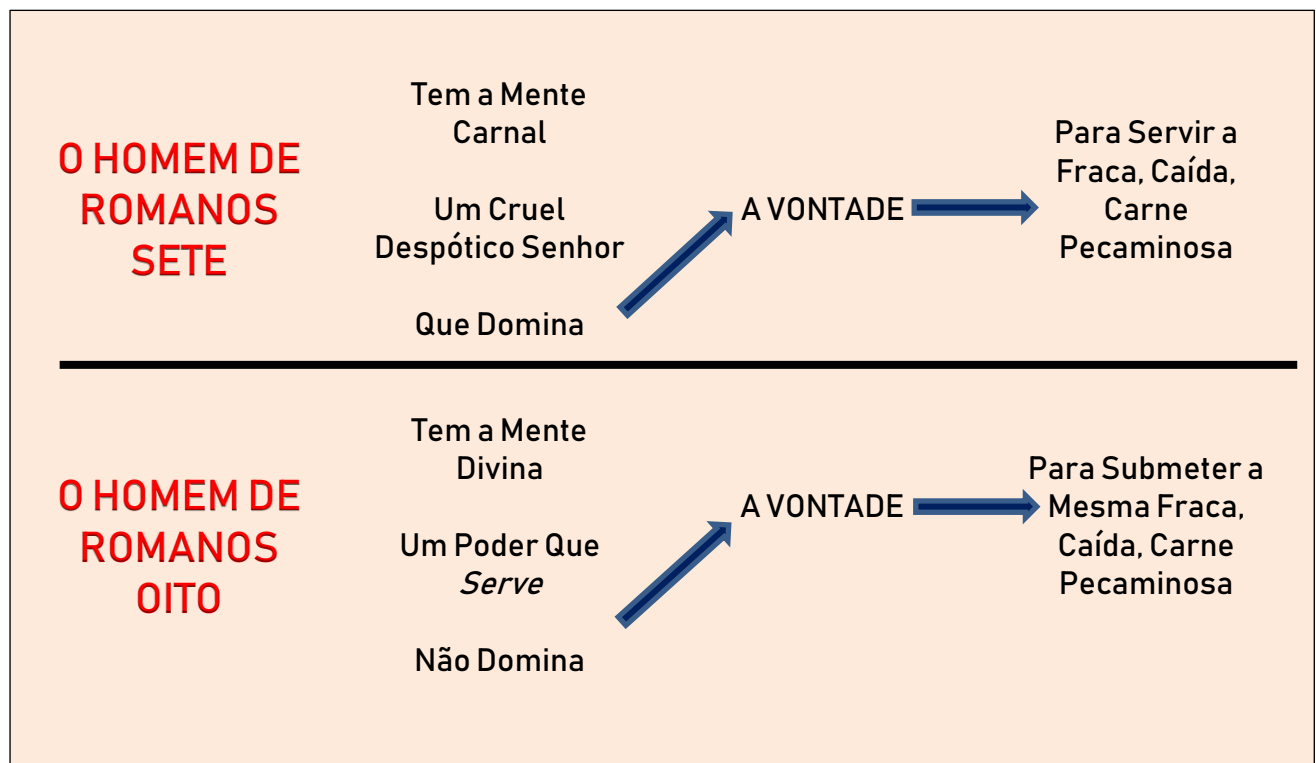 O HOMEM DE
ROMANOS
SETE
Tem a Mente
Carnal
Um Cruel
Despótico Senhor
Que Domina
A VONTADE
Para Servir a
Fraca, Caída,
Carne
Pecaminosa
O HOMEM DE
ROMANOS
OITO
Tem a Mente
Divina
Um Poder Que
Serve
Não Domina
A VONTADE
Para Submeter a
Mesma Fraca,
Caída, Carne
Pecaminosa